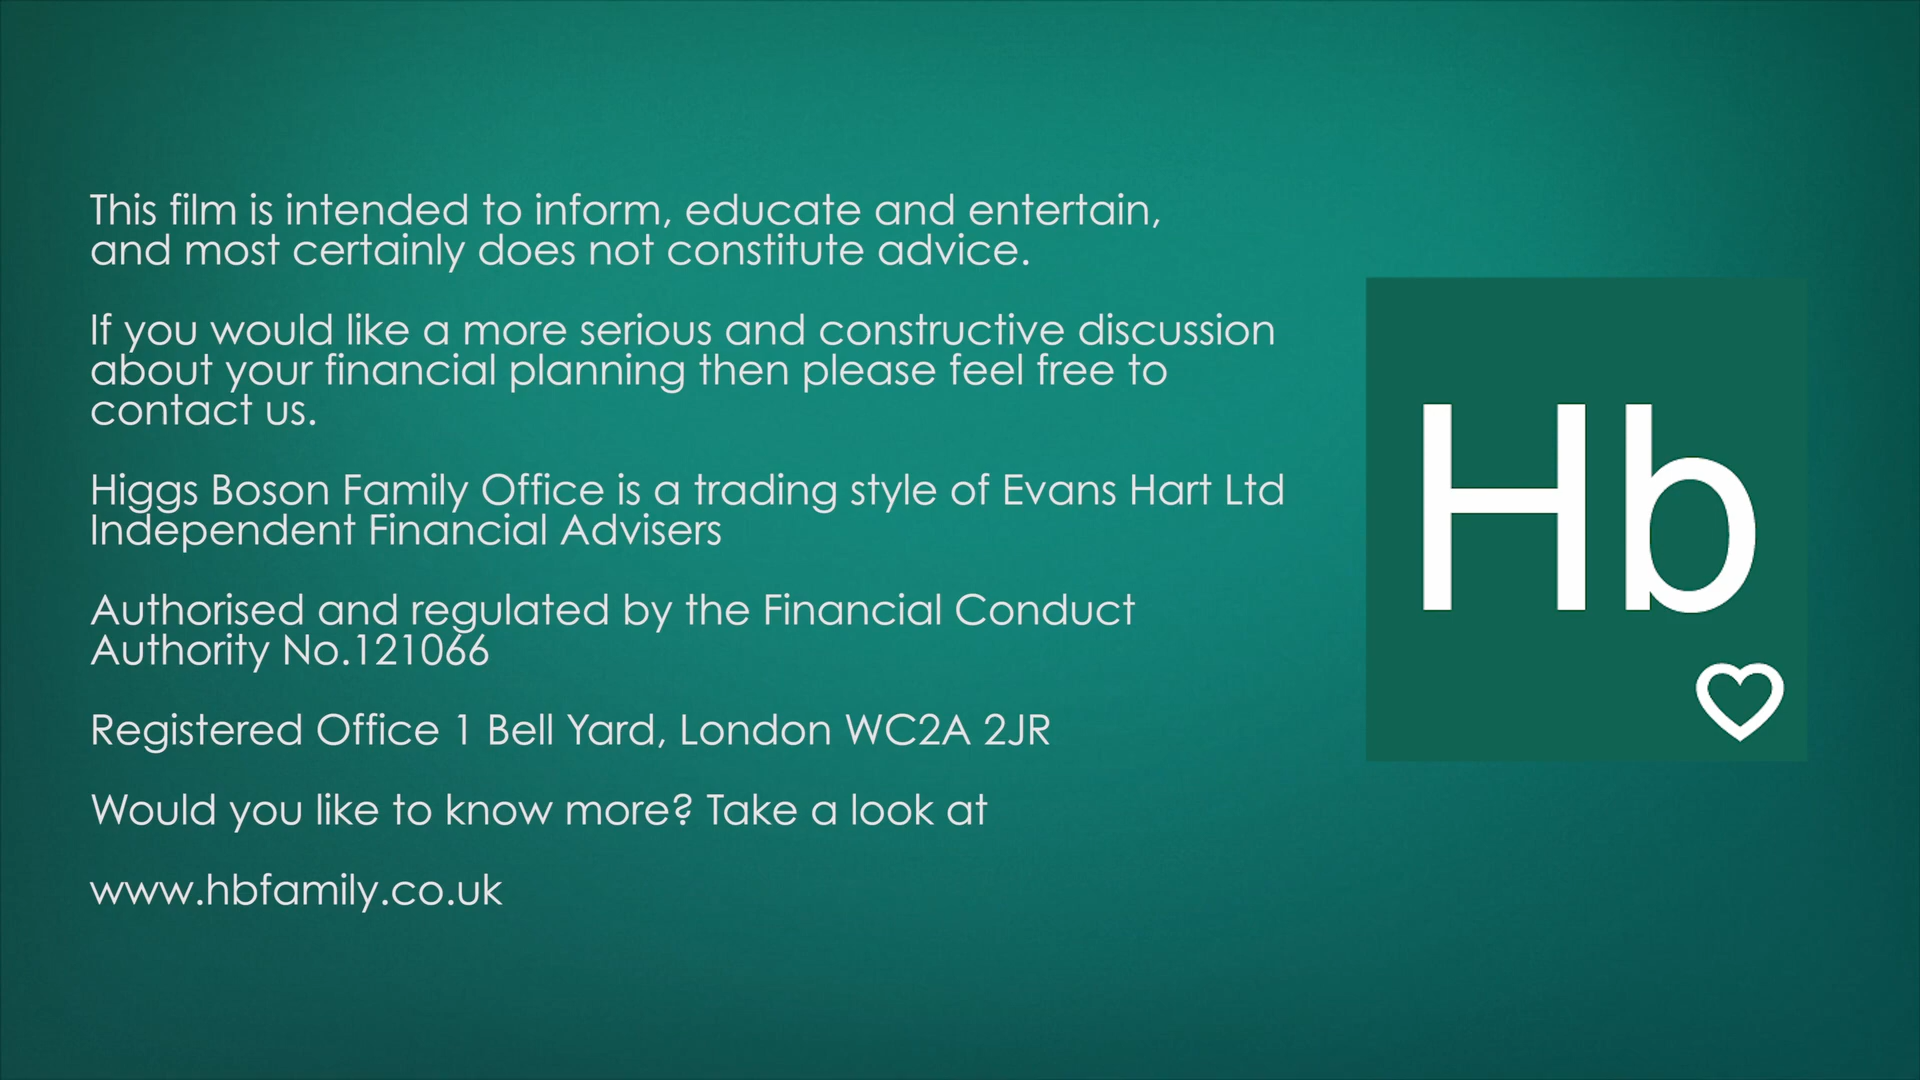 This film is intended to inform, educate and entertain,
and most certainly does not constitute advice.
If you would like a more serious and constructive discussion
about your financial planning then please feel free to
contact us.
Higgs Boson Family Office is a trading style of Evans Hart Ltd
Independent Financial Advisers
Authorised and regulated by the Financial Conduct
Authority No.121066
Registered Office 1 Bell Yard, London WC2A 2JR
Would you like to know more? Take a look at
www.hbfamily.co.uk
Hb